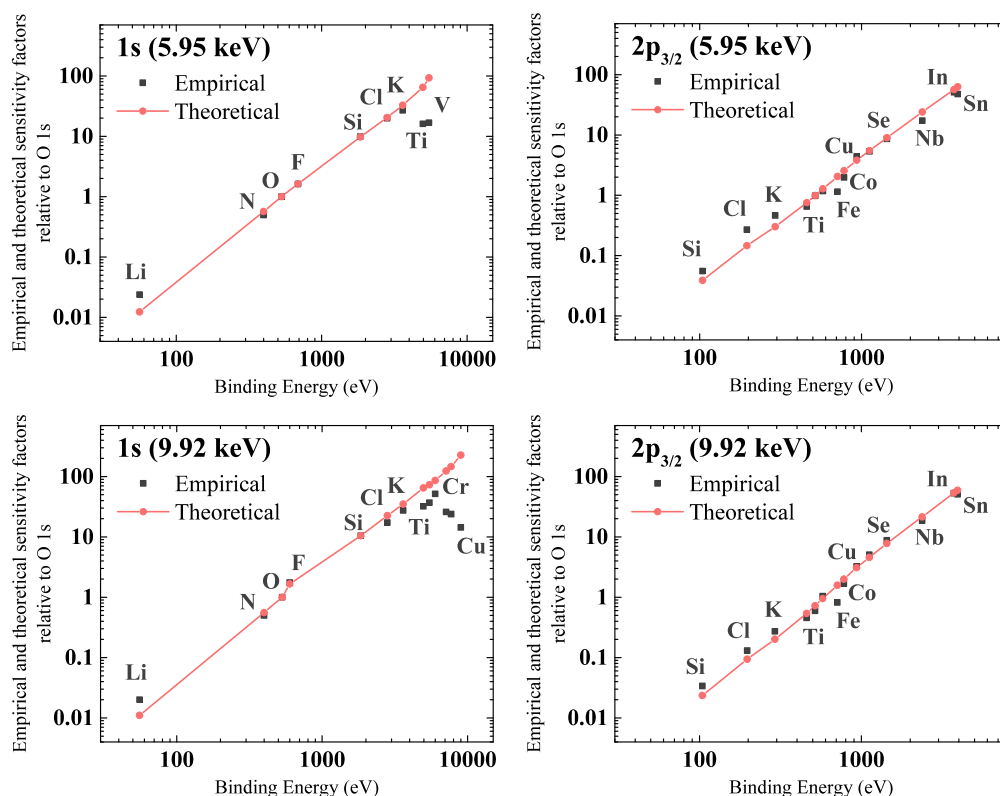 1s (5.95 keV)
Empirical
Theoretical
Empirical and theoretical sensitivity factors
relative to O 1s
100
10
1
0.1
0.01
Li
N
O
F
Si
Cl
K
Ti
V
100
1000
10000
Binding Energy (eV)
2p3/2 (5.95 keV)
Empirical
Theoretical
Empirical and theoretical sensitivity factors
relative to O 1s
100
10
1
0.1
0.01
Si
Cl
K
Ti
Fe
Co
Cu
Se
Nb
In
Sn
100
1000
Binding Energy (eV)
1s (9.92 keV)
Empirical
Theoretical
Empirical and theoretical sensitivity factors
relative to O 1s
100
10
1
0.1
0.01
Li
N
O
F
Si
Cl
K
Ti
Cr
Cu
100
1000
10000
Binding Energy (eV)
2p3/2 (9.92 keV)
Empirical
Theoretical
Empirical and theoretical sensitivity factors
relative to O 1s
100
10
1
0.1
0.01
Si
Cl
K
Ti
Fe
Co
Cu
Se
Nb
In
Sn
100
1000
Binding Energy (eV)